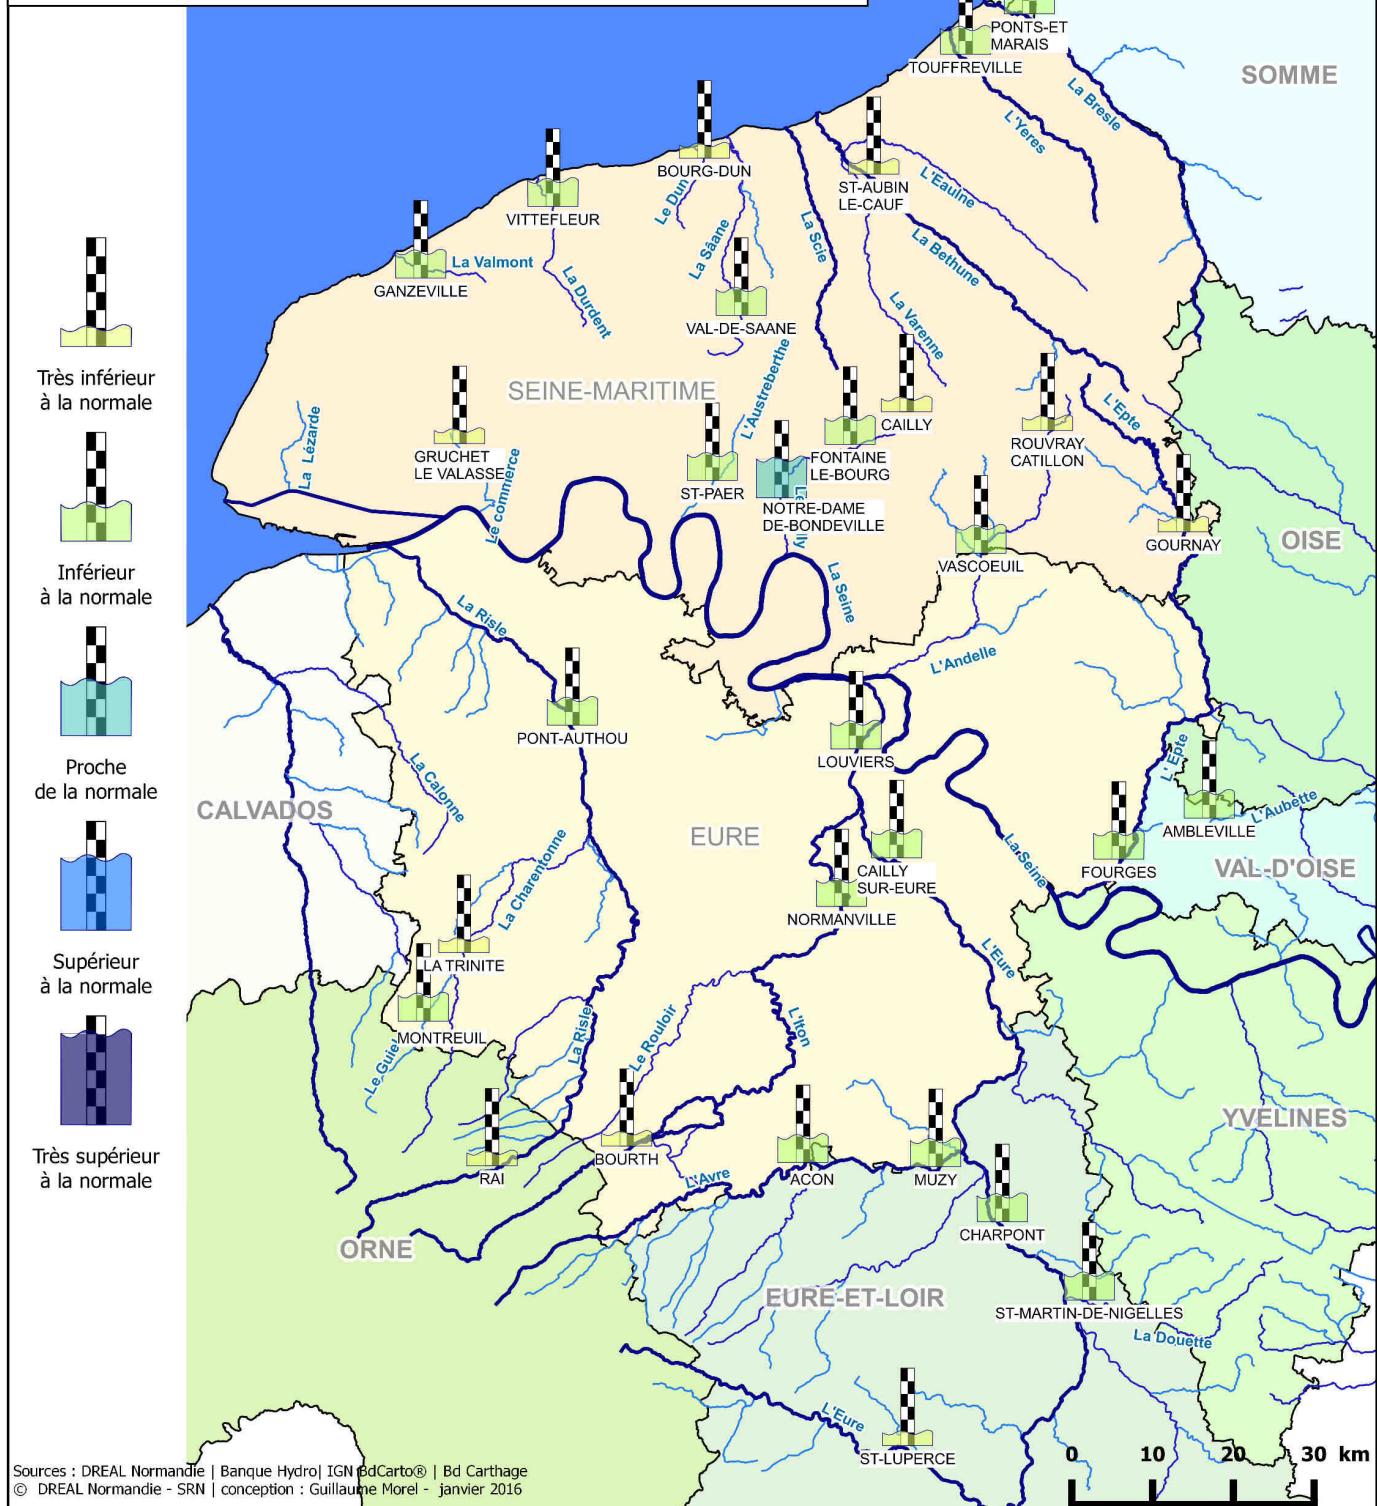 PONTS-ET
MARAIS
TOUFFREVILLE
SOMME
La Bresle
L'Yeres
BOURG-DUN
ST-AUBIN
LE-CAUF
L'Eaulne
VITTEFLEUR
Le Dun
La Sâane
La Scie
La Bethune
GANZEVILLE
La Valmont
La Durdent
VAL-DE-SAANE
La Varenne
Très inférieur
à la normale
SEINE-MARITIME
L'Austreberthe
La Lézarde
GRUCHET
LE VALASSE
Le commerce
ST-PAER
FONTAINE
LE-BOURG
CAILLY
ROUVRAY
CATILLON
L'Epte
NOTRE-DAME
DE-BONDEVILLE
VASCOEUIL
GOURNAY
OISE
Inférieur
à la normale
La Risle
La Seine
L'Andelle
PONT-AUTHOU
LOUVIERS
L'Epte
Proche
de la normale
CALVADOS
La Calonne
EURE
La Charentonne
CAILLY
SUR-EURE
NORMANVILLE
La Seine
FOURGES
AMBLEVILLE
L'Aubette
VAL-D'OISE
Supérieur
à la normale
LA TRINITE
MONTREUIL
L'Eure
La Risle
Le Rouloir
L'Iton
Le Guiel
YVELINES
Très supérieur
à la normale
RAI
BOURTH
L'Avre
ACON
MUZY
CHARPONT
ORNE
EURE-ET-LOIR
ST-MARTIN-DE-NIGELLES
La Douette
L'Eure
ST-LUPERCE
0 10 20 30 km
Sources : DREAL Normandie | Banque Hydro| IGN BdCarto® | Bd Carthage
© DREAL Normandie - SRN | conception : Guillaume Morel - janvier 2016